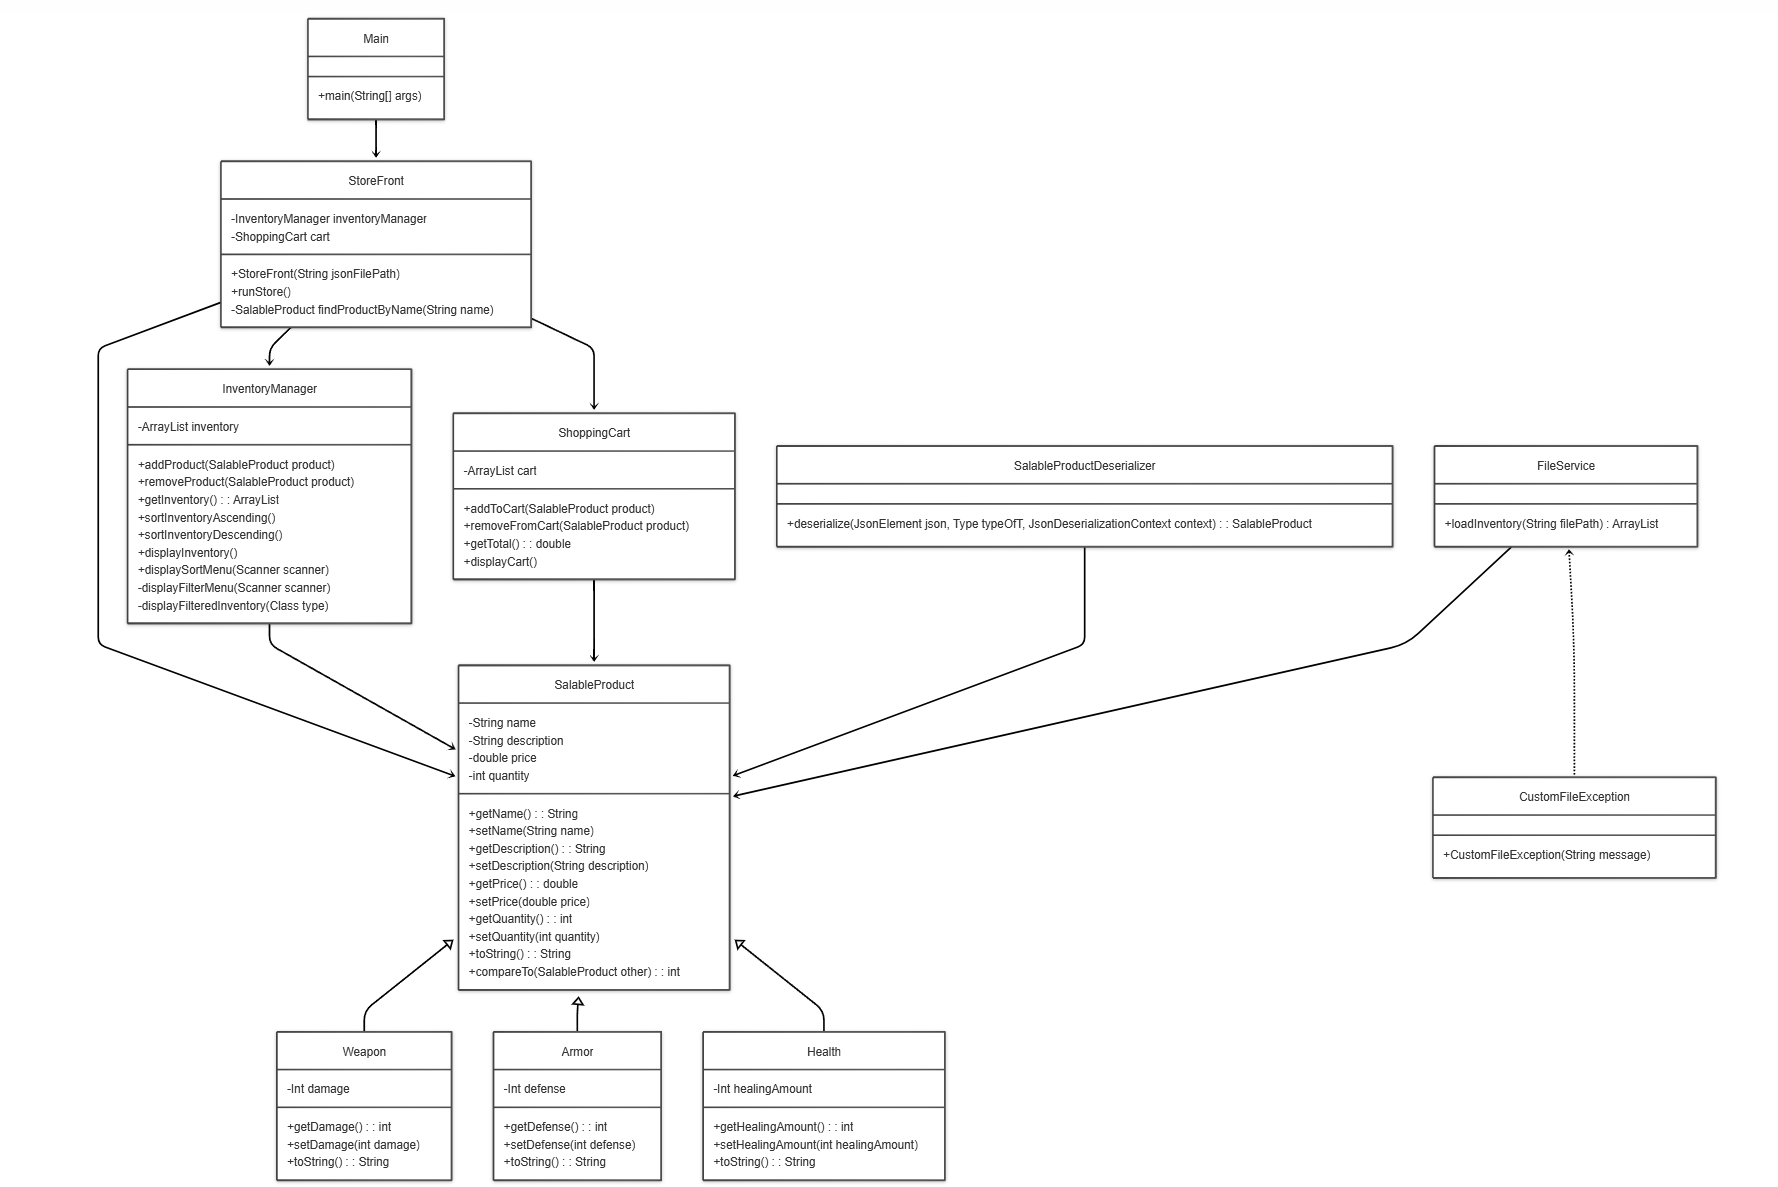 Main
+main(String[] args)
StoreFront
-InventoryManager inventoryManager
-ShoppingCart cart
+StoreFront(String jsonFilePath)
+runStore()
-SalableProduct findProductByName(String name)
InventoryManager
-ArrayList inventory
+addProduct(SalableProduct product)
+removeProduct(SalableProduct product)
+getInventory() : : ArrayList
+sortInventoryAscending()
+sortInventoryDescending()
+displayInventory()
+displaySortMenu(Scanner scanner)
-displayFilterMenu(Scanner scanner)
-displayFilteredInventory(Class type)
ShoppingCart
-ArrayList cart
+addToCart(SalableProduct product)
+removeFromCart(SalableProduct product)
+getTotal() : : double
+displayCart()
SalableProductDeserializer
+deserialize(JsonElement json, Type typeOfT, JsonDeserializationContext context) : : SalableProduct
FileService
+loadInventory(String filePath) : ArrayList
SalableProduct
-String name
-String description
-double price
-int quantity
+getName() : : String
+setName(String name)
+getDescription() : : String
+setDescription(String description)
+getPrice() : : double
+setPrice(double price)
+getQuantity() : : int
+setQuantity(int quantity)
+toString() : : String
+compareTo(SalableProduct other) : : int
CustomFileException
+CustomFileException(String message)
Weapon
-Int damage
+getDamage() : : int
+setDamage(int damage)
+toString() : : String
Armor
-Int defense
+getDefense() : : int
+setDefense(int defense)
+toString() : : String
Health
-Int healingAmount
+getHealingAmount() : : int
+setHealingAmount(int healingAmount)
+toString() : : String